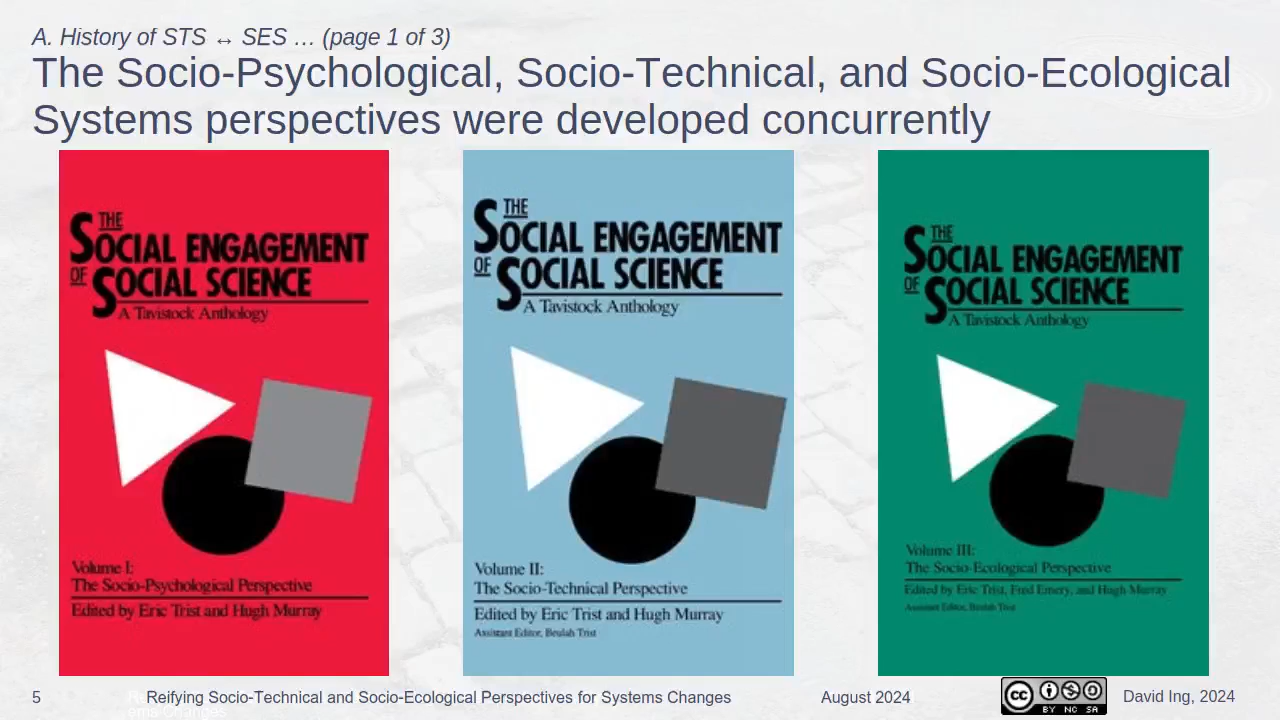 A. History of STS ↔ SES … (page 1 of 3)
The Socio-Psychological, Socio-Technical, and Socio-Ecological
Systems perspectives were developed concurrently
THE
SOCIAL ENGAGEMENT
OF SOCIAL SCIENCE
A Tavistock Anthology
Volume I:
The Socio-Psychological Perspective
Edited by Eric Trist and Hugh Murray
THE
SOCIAL ENGAGEMENT
OF SOCIAL SCIENCE
A Tavistock Anthology
Volume II:
The Socio-Technical Perspective
Edited by Eric Trist and Hugh Murray
Assistant Editor, Beulah Trist
THE
SOCIAL ENGAGEMENT
OF SOCIAL SCIENCE
A Tavistock Anthology
Volume III:
The Socio-Ecological Perspective
Edited by Eric Trist, Fred Emery, and Hugh Murray
Assistant Editor, Beulah Trist
5
Reifying Socio-Technical and Socio-Ecological Perspectives for Systems Changes
August 2024
cc
BY NC SA
David Ing, 2024